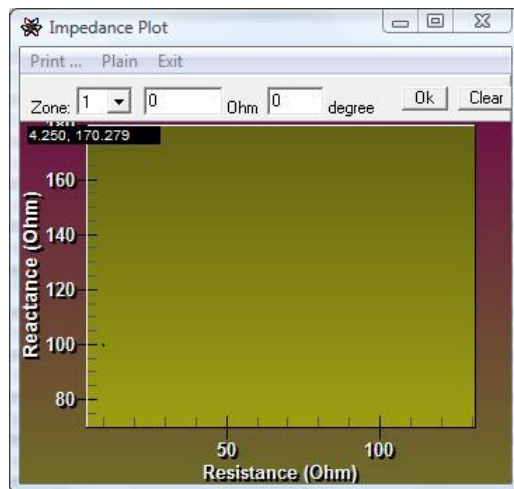 Impedance Plot
Print ... Plain Exit
Zone: 1 0 Ohm 0 degree Ok Clear
180
4.250, 170.279
160
140
120
100
80
Reactance (Ohm)
50 100
Resistance (Ohm)